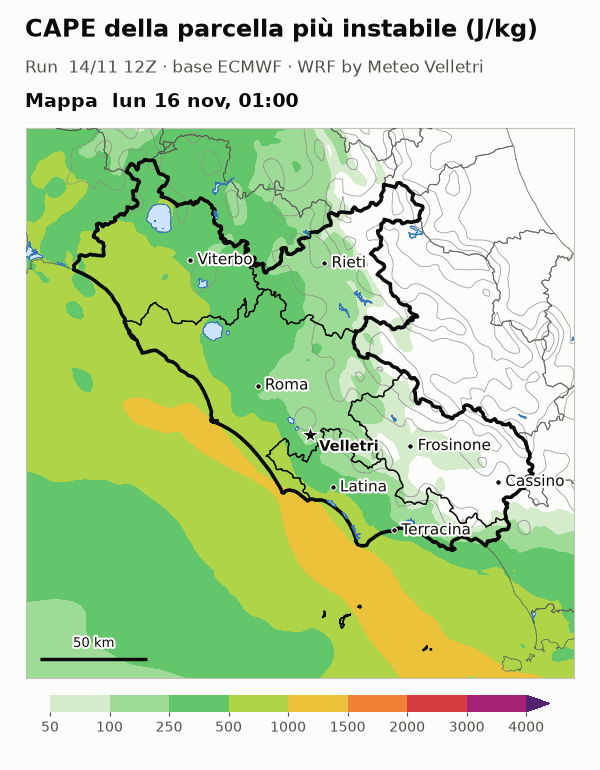 CAPE della parcella più instabile (J/kg)
Run  14/11 12Z · base ECMWF · WRF by Meteo Velletri
Mappa  lun 16 nov, 01:00
Viterbo
Rieti
Roma
Velletri
Frosinone
Latina
Cassino
Terracina
50 km
50 100 250 500 1000 1500 2000 3000 4000